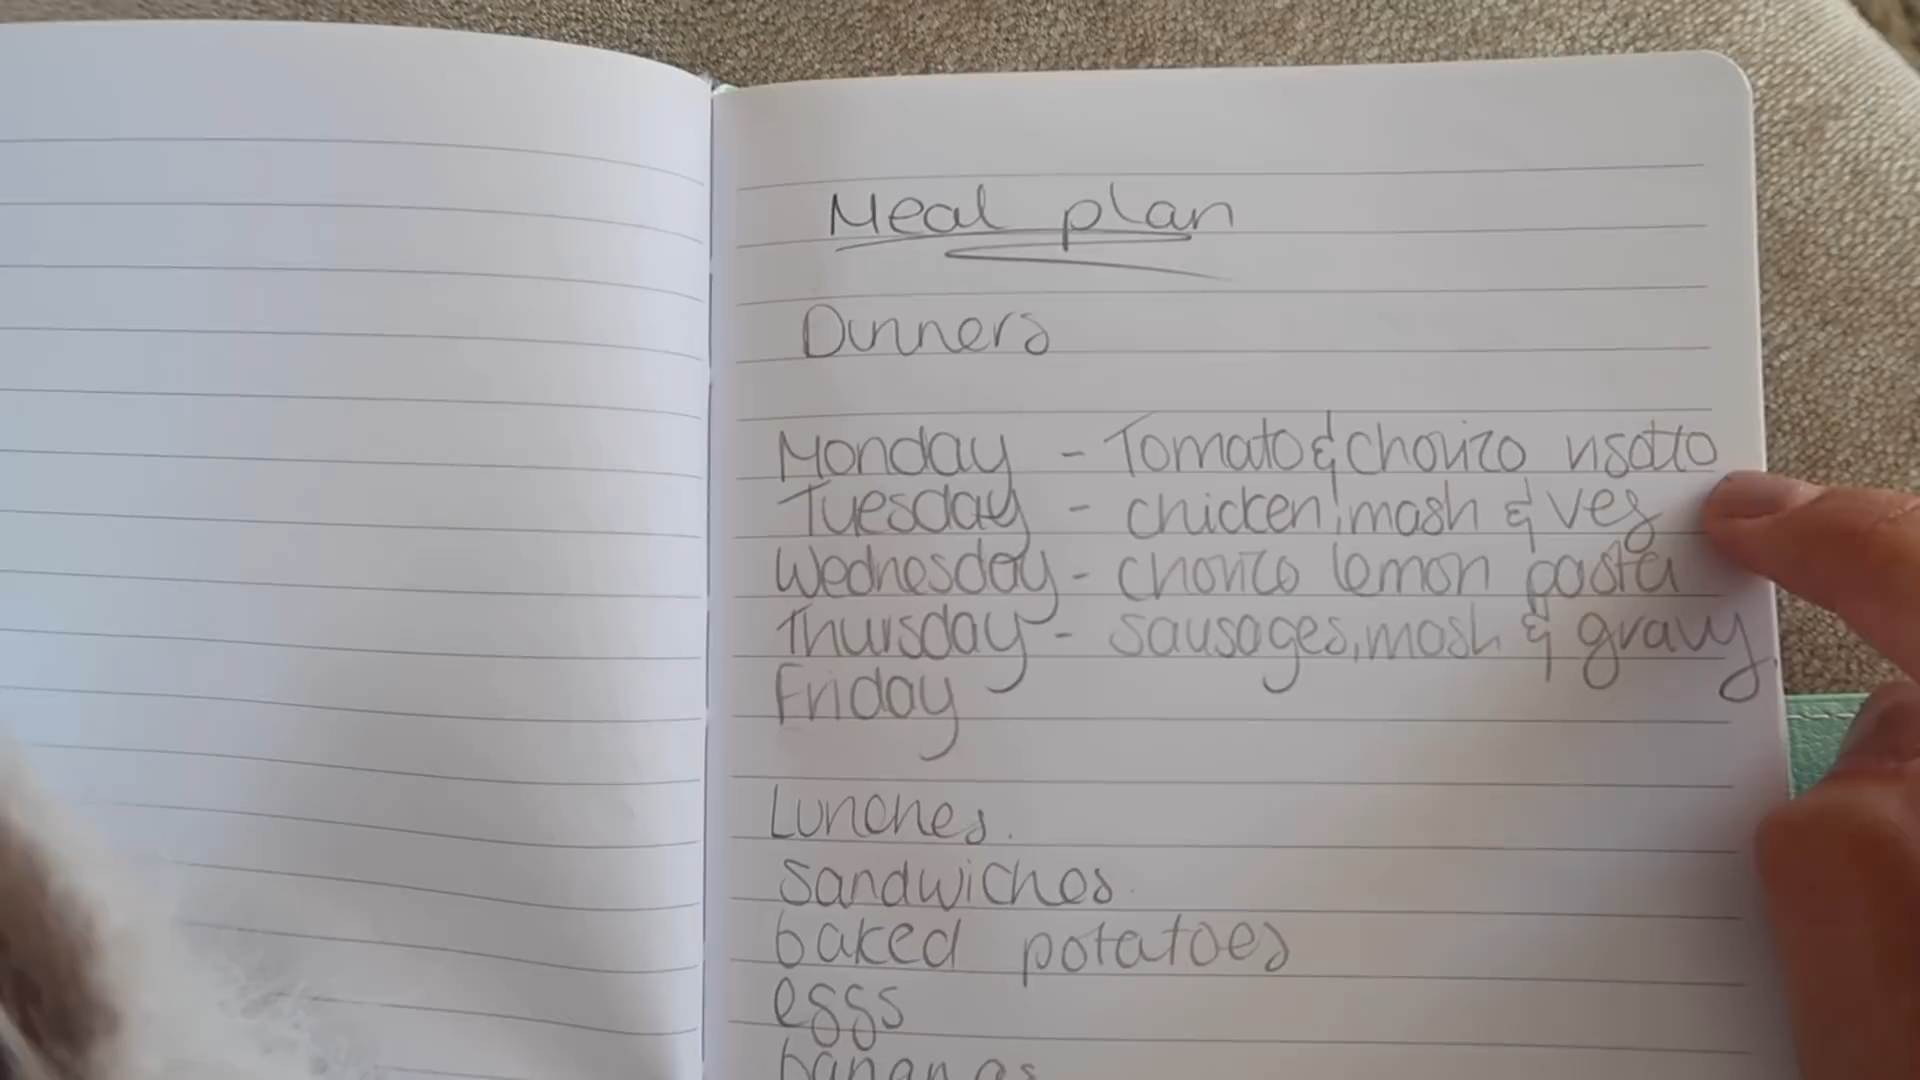 Meal plan
Dinners
Monday - Tomato & chorizo risotto
Tuesday - chicken, mash & veg
Wednesday - chorizo lemon pasta
Thursday - sausages, mash & gravy
Friday
Lunches.
Sandwiches.
baked potatoes
eggs
bananas